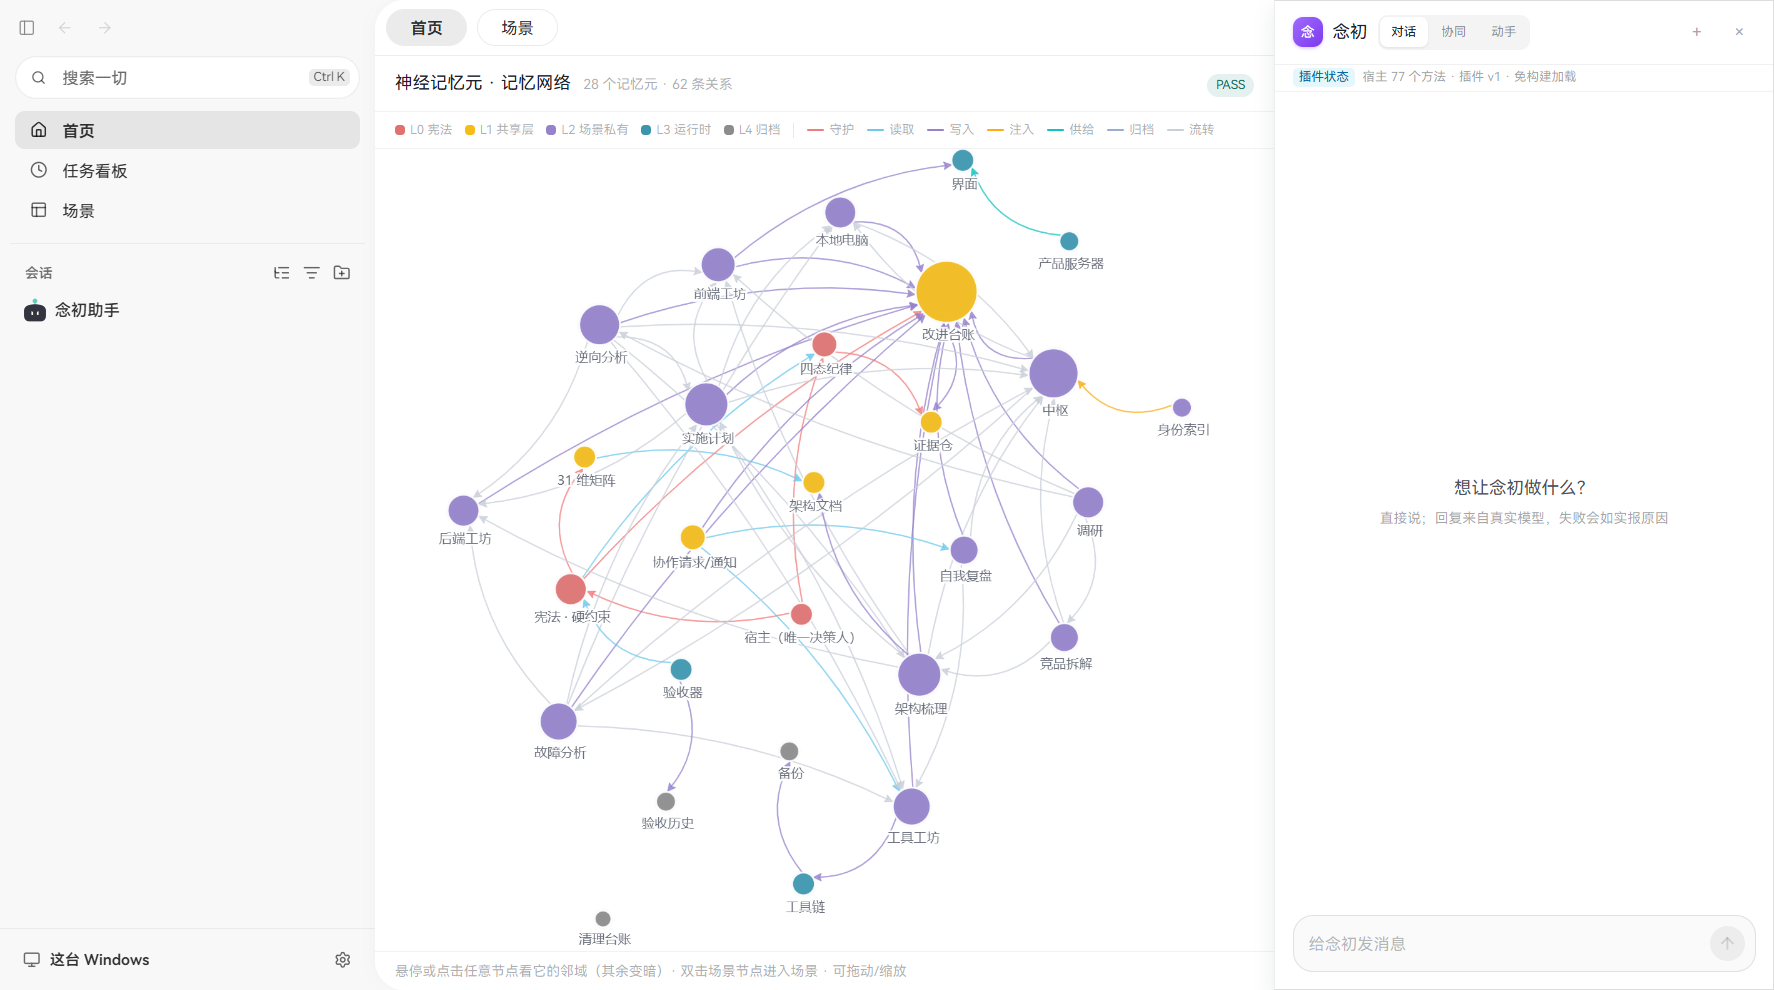 搜索一切
Ctrl K
首页
任务看板
场景
会话
念初助手
这台 Windows
首页
场景
神经记忆元 · 记忆网络
28 个记忆元 · 62 条关系
PASS
L0 宪法
L1 共享层
L2 场景私有
L3 运行时
L4 归档
守护
读取
写入
注入
供给
归档
流转
界面
本地电脑
产品服务器
前端工坊
改进台账
逆向分析
四态纪律
中枢
身份索引
实施计划
证据仓
31 维矩阵
架构文档
后端工坊
调研
协作请求/通知
自我复盘
宪法 · 硬约束
宿主（唯一决策人）
竞品拆解
验收器
架构梳理
故障分析
备份
验收历史
工具工坊
工具链
清理台账
悬停或点击任意节点看它的邻域（其余变暗）· 双击场景节点进入场景 · 可拖动/缩放
念
念初
对话
协同
动手
插件状态
宿主 77 个方法 · 插件 v1 · 免构建加载
想让念初做什么？
直接说；回复来自真实模型，失败会如实报原因
给念初发消息